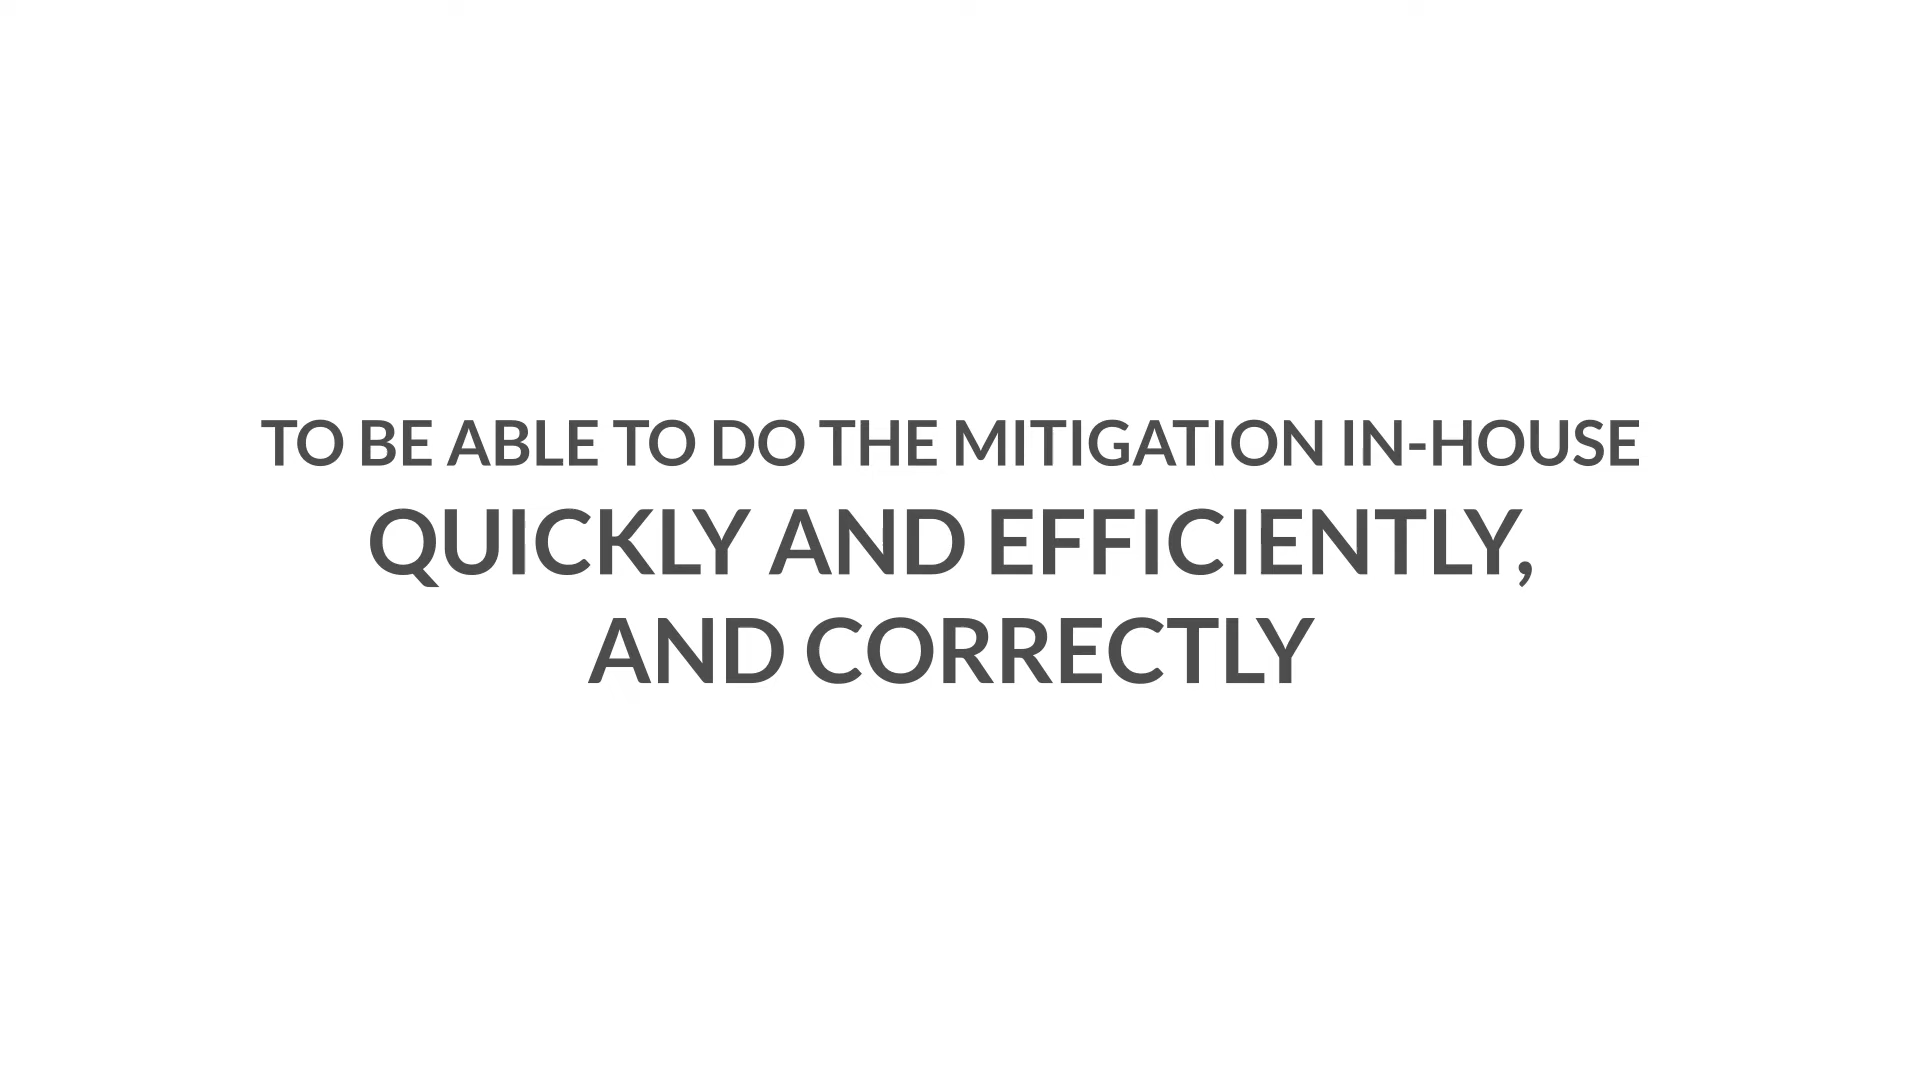 TO BE ABLE TO DO THE MITIGATION IN-HOUSE
QUICKLY AND EFFICIENTLY,
AND CORRECTLY